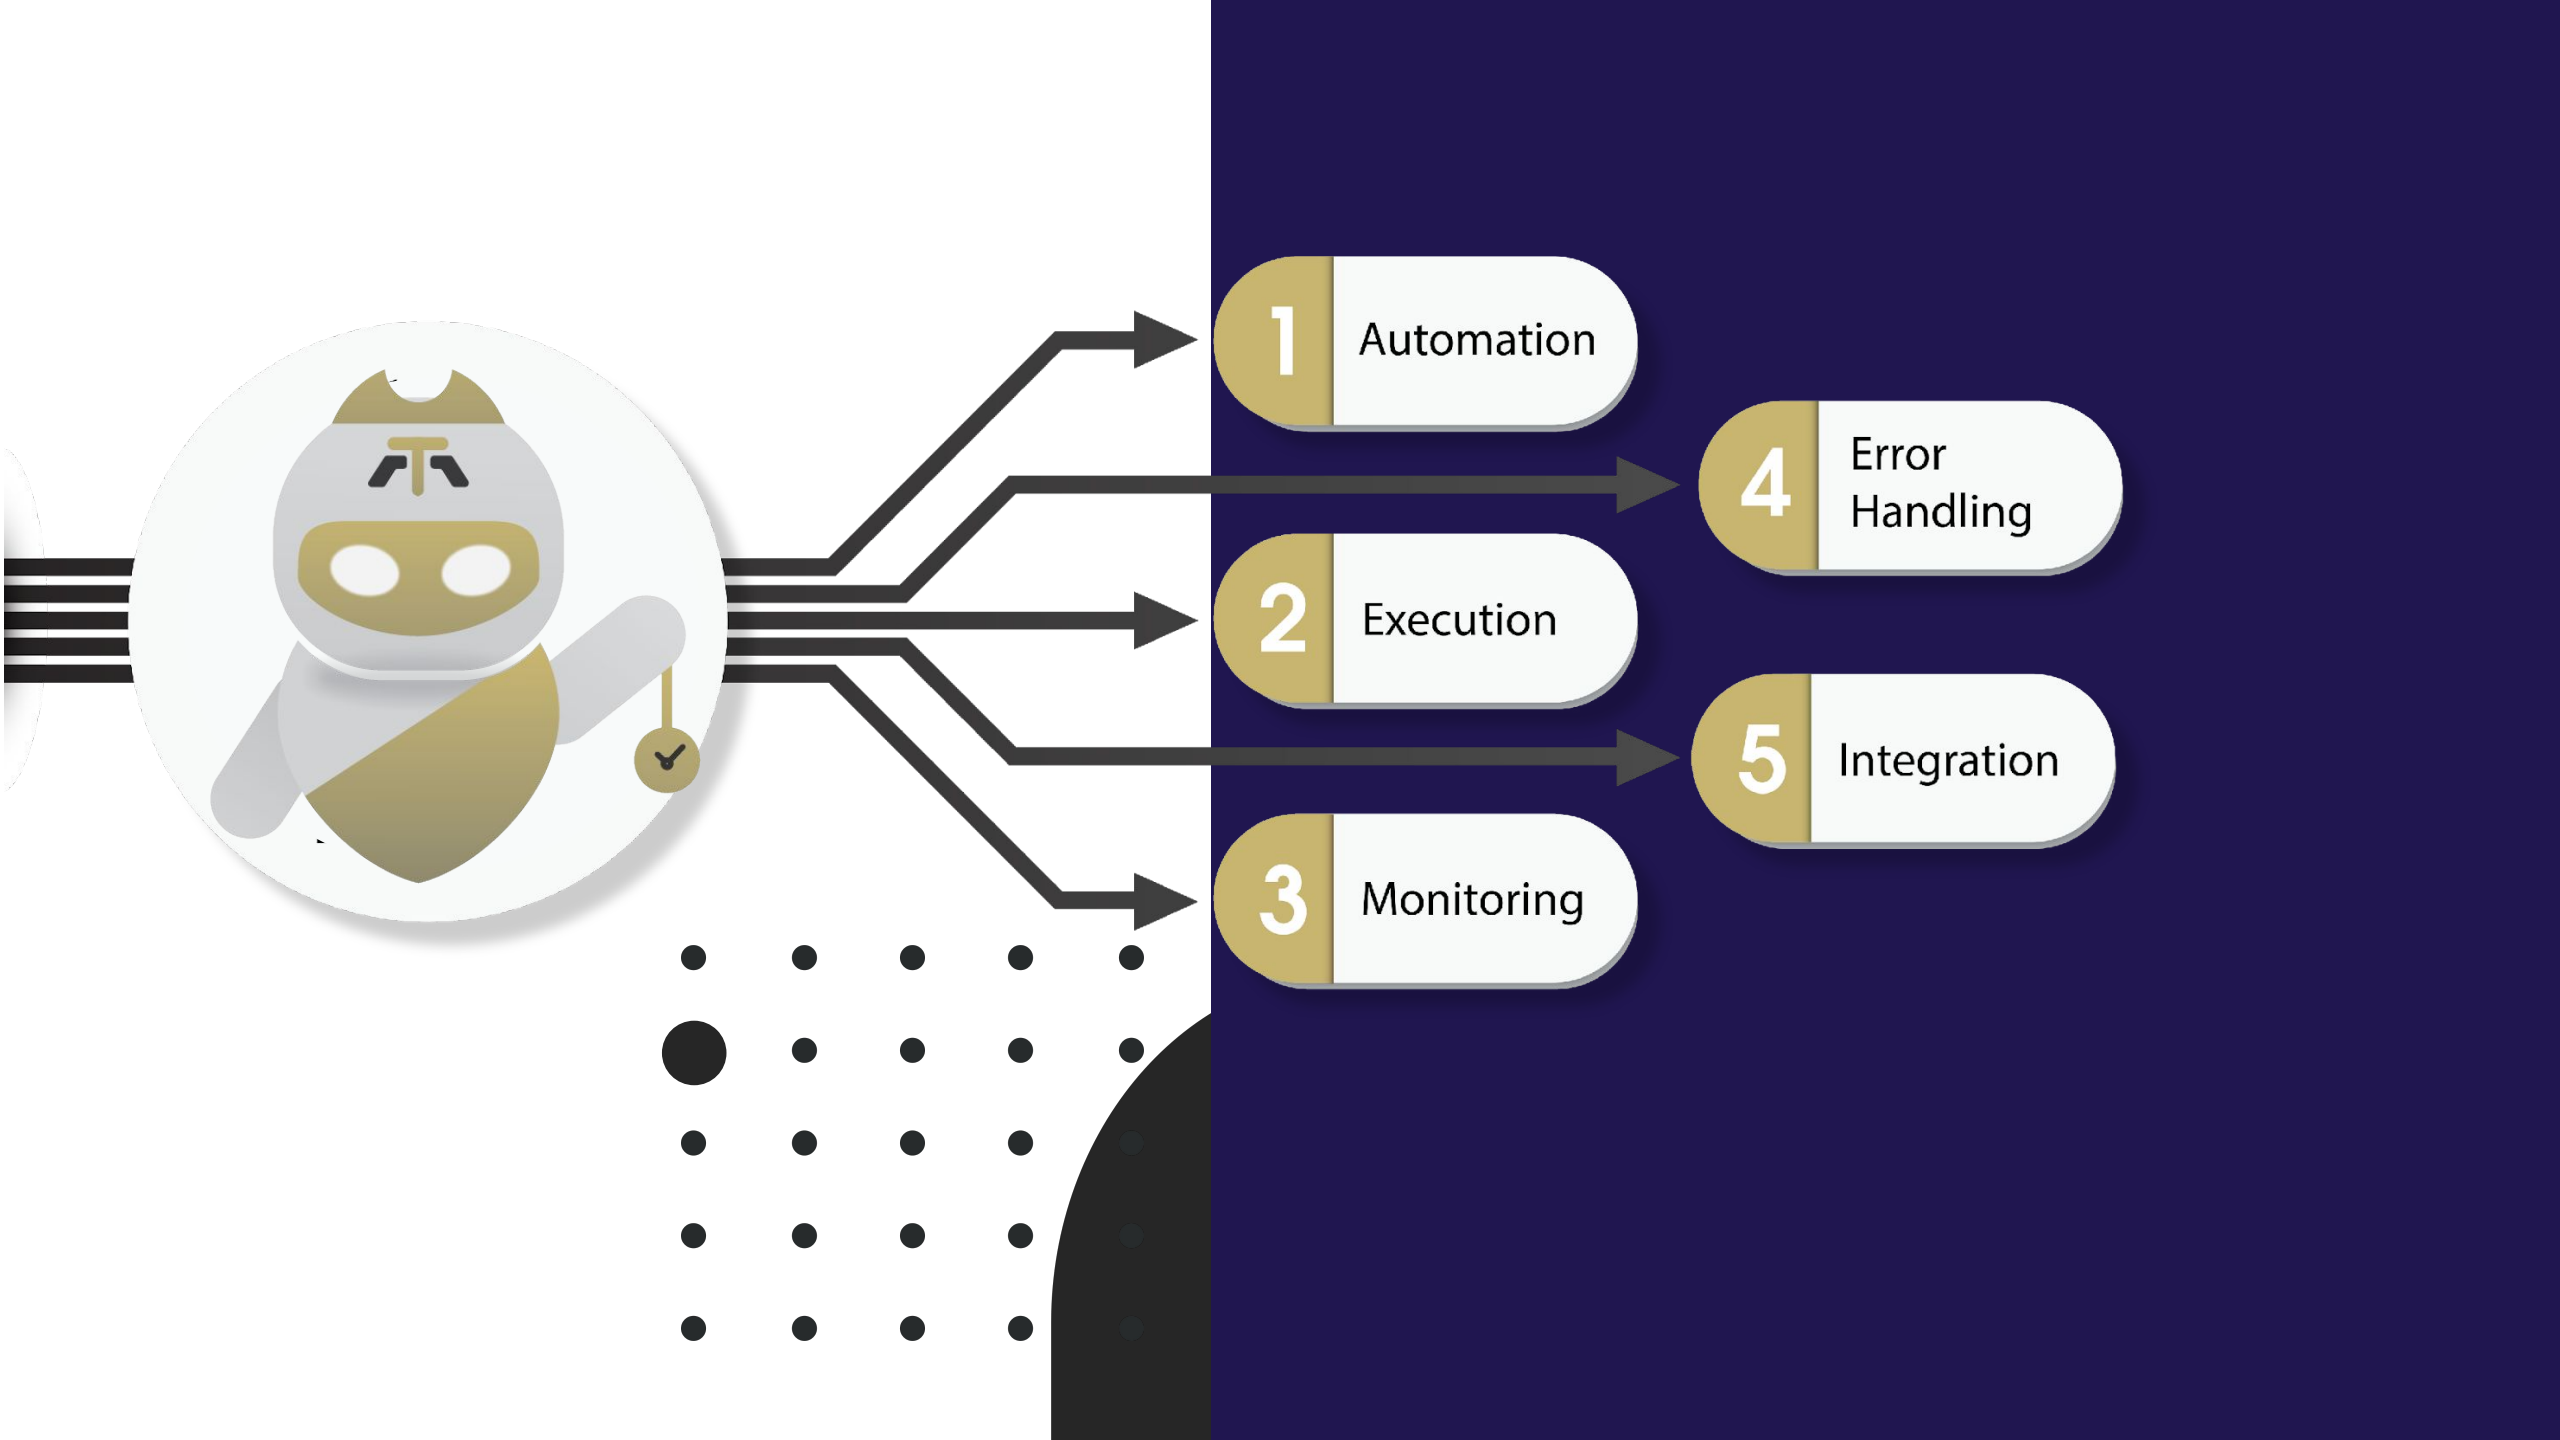 1 Automation
4 Error
Handling
2 Execution
5 Integration
3 Monitoring